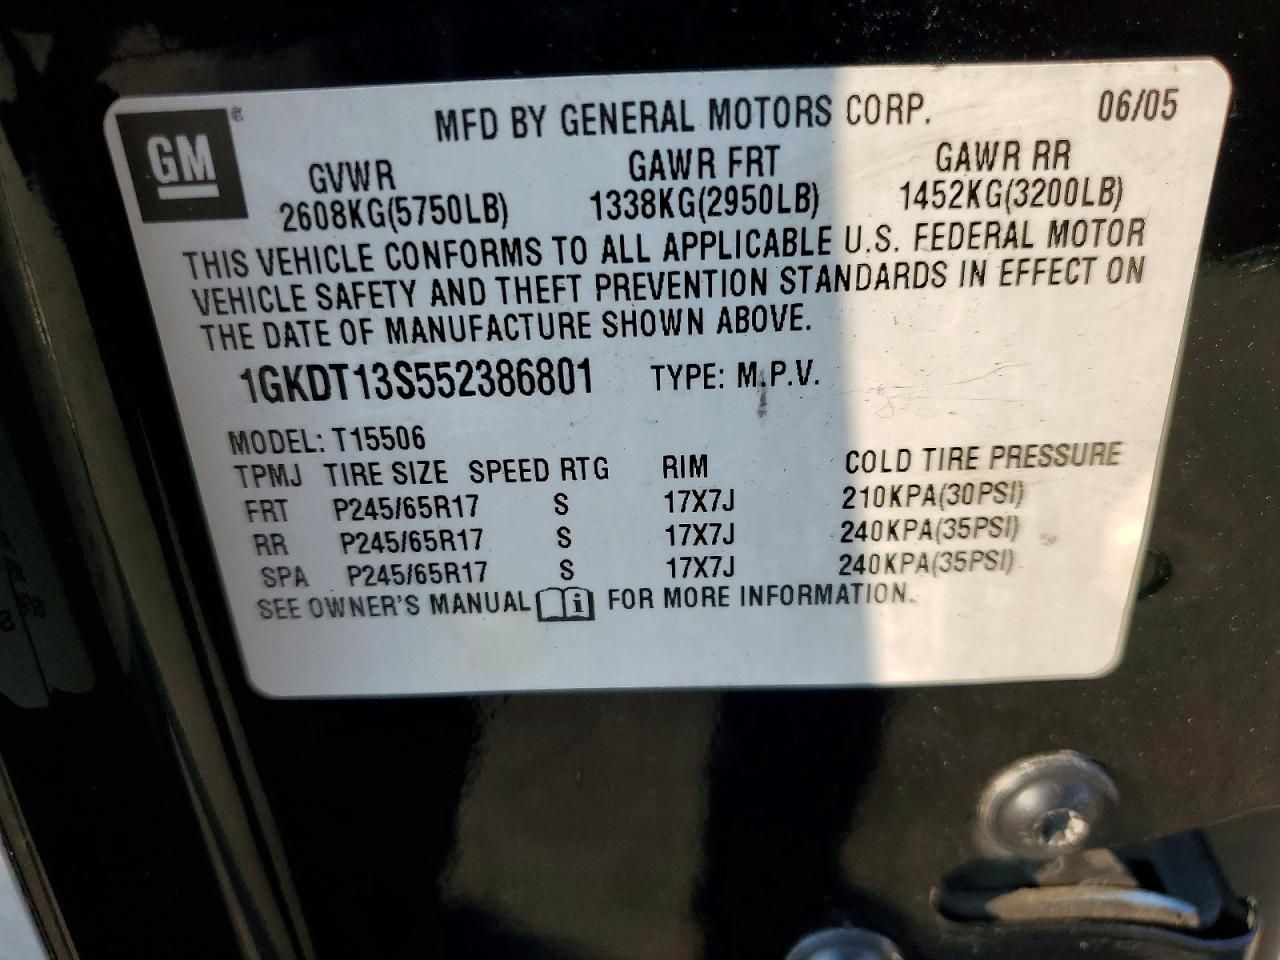 GM ®
MFD BY GENERAL MOTORS CORP. 06/05
GVWR GAWR FRT GAWR RR
2608KG(5750LB) 1338KG(2950LB) 1452KG(3200LB)
THIS VEHICLE CONFORMS TO ALL APPLICABLE U.S. FEDERAL MOTOR
VEHICLE SAFETY AND THEFT PREVENTION STANDARDS IN EFFECT ON
THE DATE OF MANUFACTURE SHOWN ABOVE.
1GKDT13S552386801 TYPE: M.P.V.
MODEL: T15506
TPMJ TIRE SIZE SPEED RTG RIM COLD TIRE PRESSURE
FRT P245/65R17 S 17X7J 210KPA(30PSI)
RR P245/65R17 S 17X7J 240KPA(35PSI)
SPA P245/65R17 S 17X7J 240KPA(35PSI)
SEE OWNER'S MANUAL i FOR MORE INFORMATION.